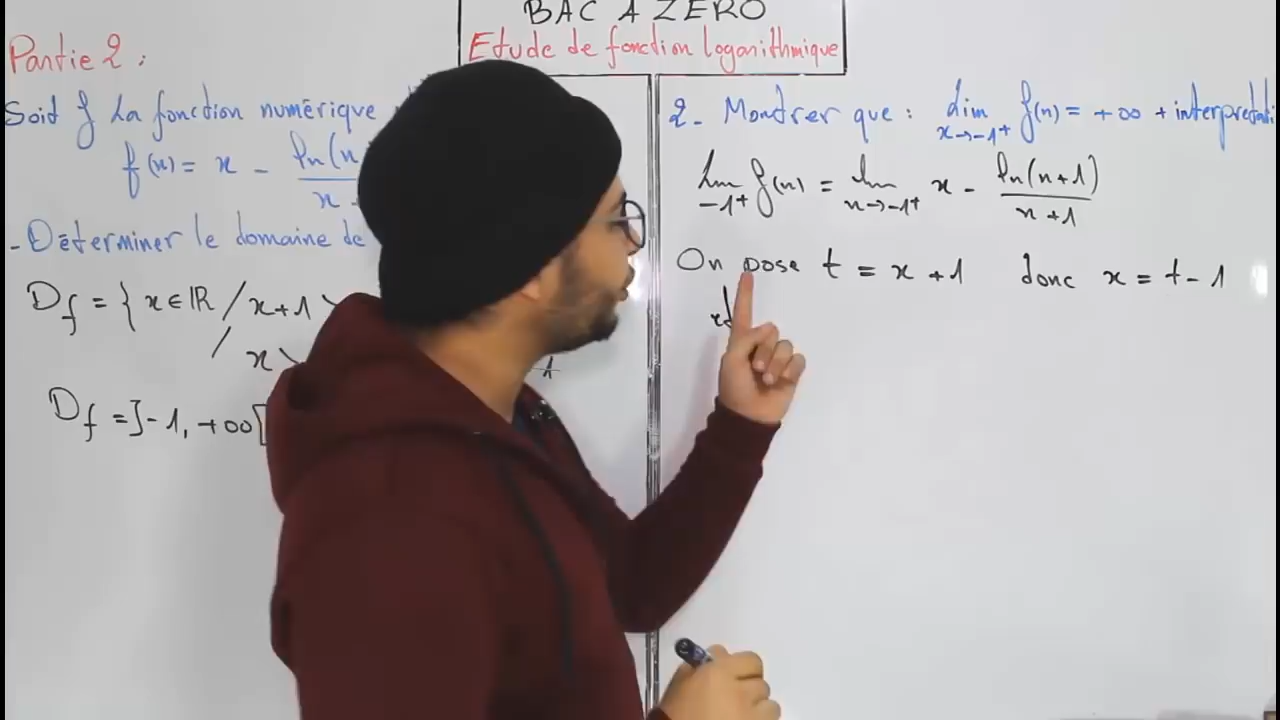 BAC A ZERO
Etude de fonction logarithmique
Partie 2 :
Soit f La fonction numérique
f(x) = x - ln(x
x
- Déterminer le domaine de
Df = { x ∈ IR / x+1
/ x
Df = ]-1, +∞[
2 - Montrer que : lim f(x) = +∞ + interpretati
x→-1⁺
lim f(x) = lim x - ln(x+1)
-1⁺ x→-1⁺ x+1
On pose t = x+1 donc x = t-1